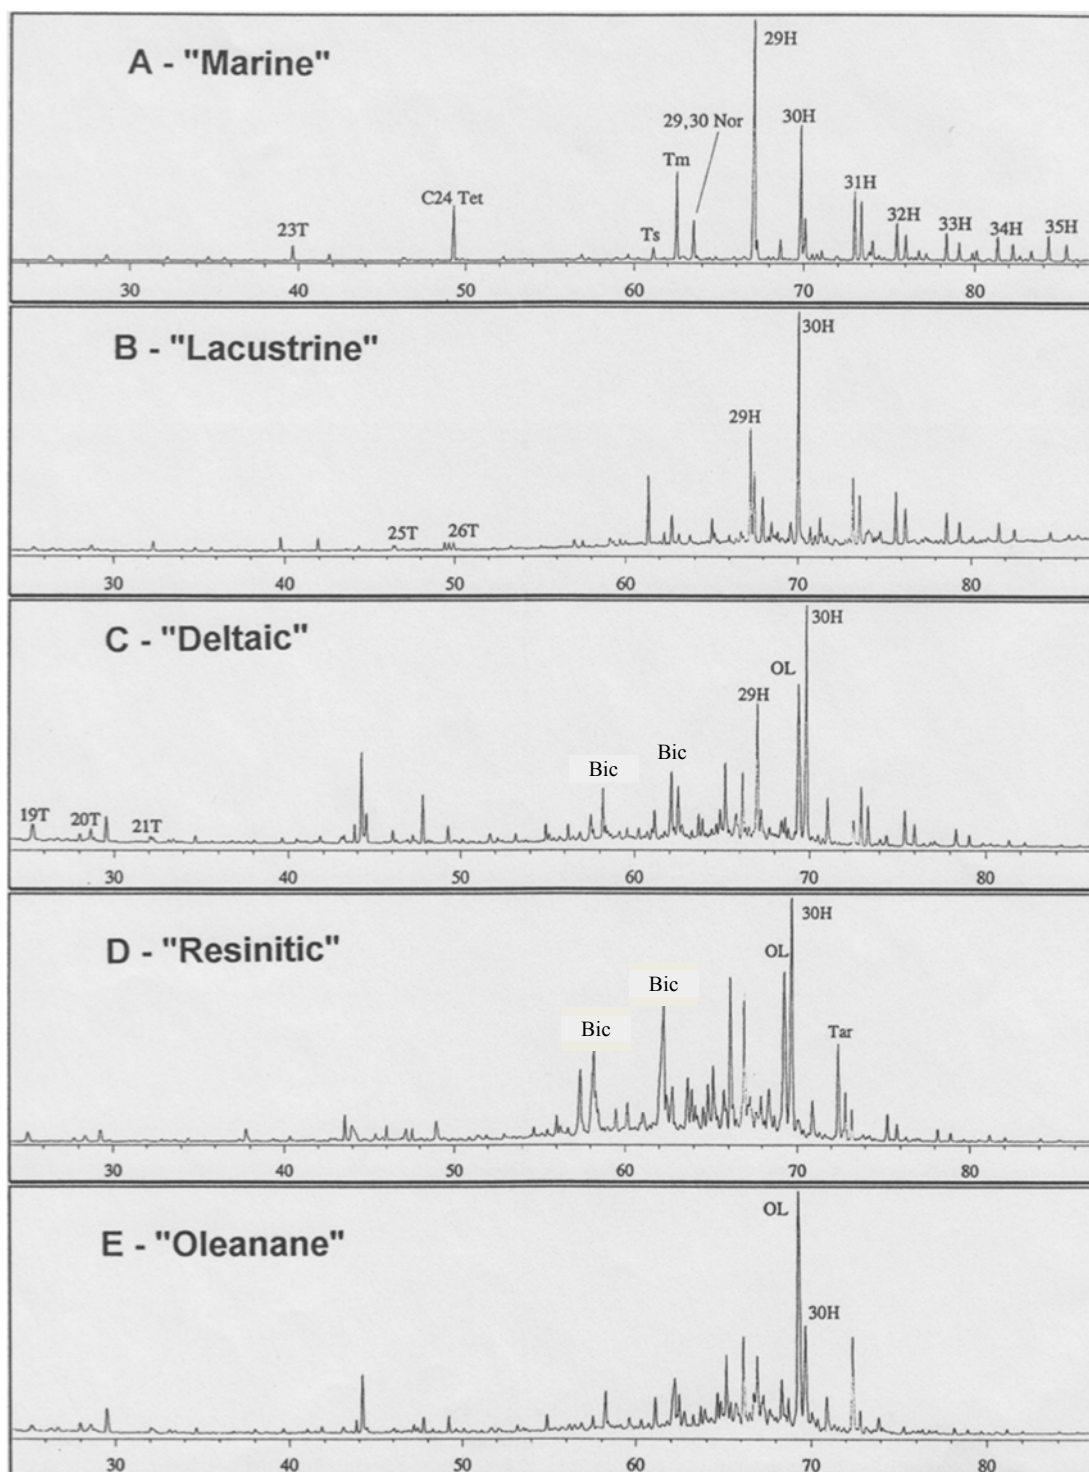 A - "Marine"
29H
29,30 Nor
30H
Tm
C24 Tet
31H
32H
23T
33H
34H
35H
Ts
30 40 50 60 70 80
B - "Lacustrine"
30H
29H
25T
26T
30 40 50 60 70 80
C - "Deltaic"
30H
OL
29H
Bic
Bic
19T
20T
21T
30 40 50 60 70 80
D - "Resinitic"
30H
OL
Bic
Bic
Tar
30 40 50 60 70 80
E - "Oleanane"
OL
30H
30 40 50 60 70 80